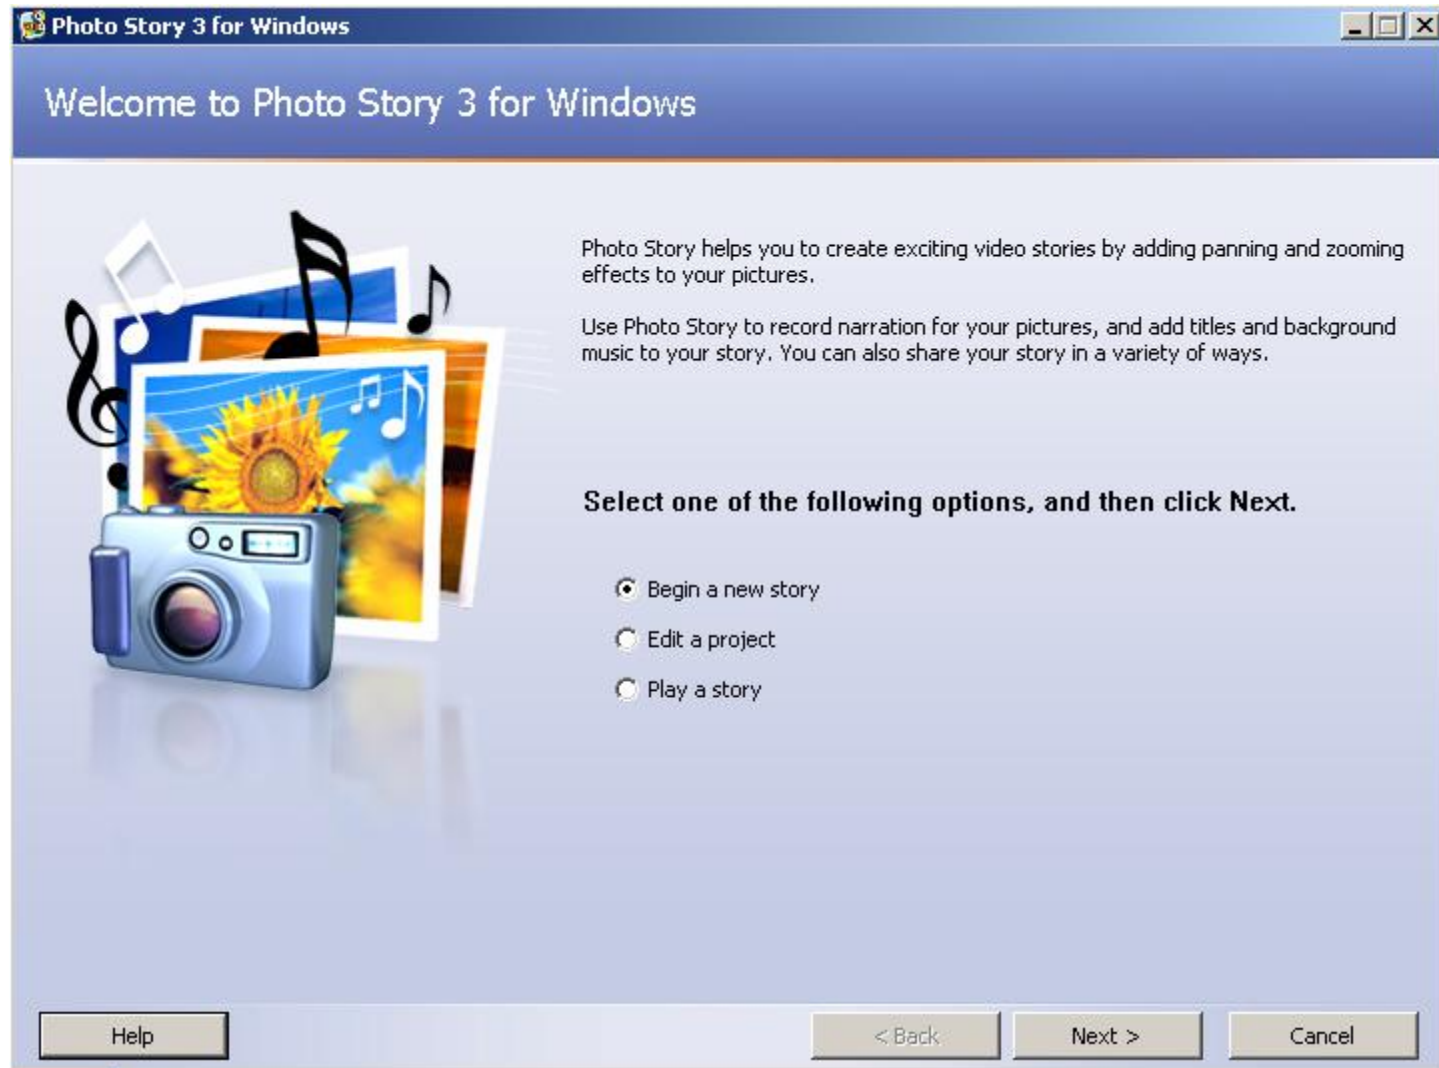 Photo Story 3 for Windows
Welcome to Photo Story 3 for Windows
Photo Story helps you to create exciting video stories by adding panning and zooming
effects to your pictures.
Use Photo Story to record narration for your pictures, and add titles and background
music to your story. You can also share your story in a variety of ways.
Select one of the following options, and then click Next.
Begin a new story
Edit a project
Play a story
Help
< Back
Next >
Cancel